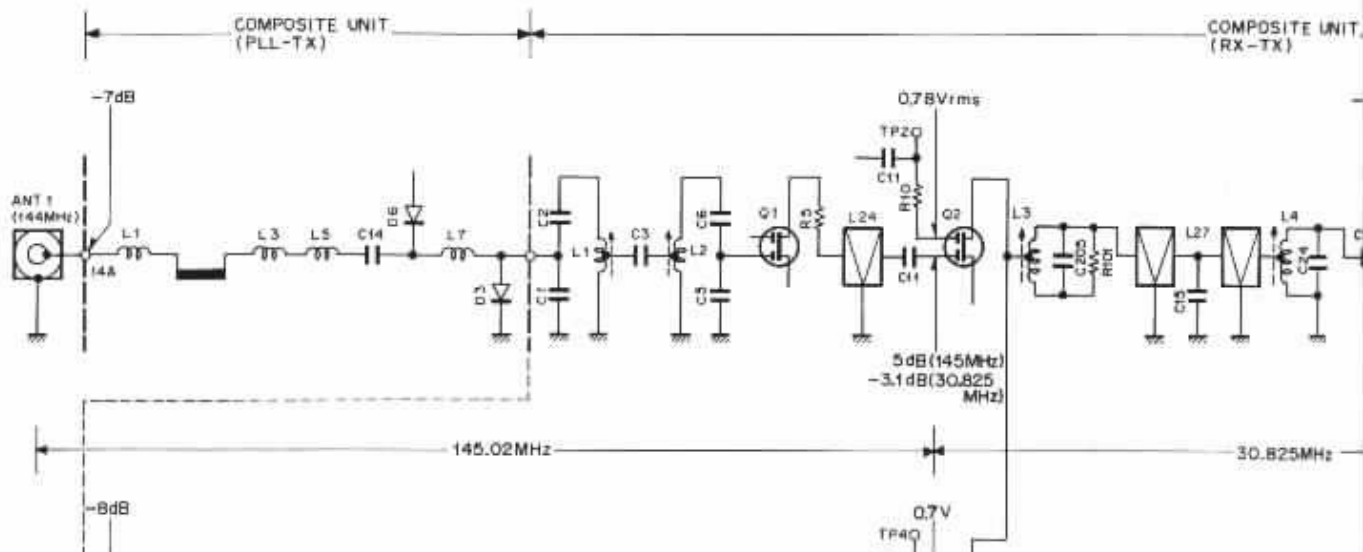 COMPOSITE UNIT
(PLL-TX)
COMPOSITE UNIT
(RX-TX)
-7dB
0.78Vrms
TP2
C11
R10
ANT 1
(144MHz)
L1
14A
L3
L5
C14
D6
L7
D3
C2
C1
L1
C3
L2
C6
C5
Q1
R5
L24
C11
Q2
L3
C205
R101
L27
C15
L4
C24
5dB(145MHz)
-3.1dB(30.825
MHz)
145.02MHz
30.825MHz
-8dB
0.7V
TP4